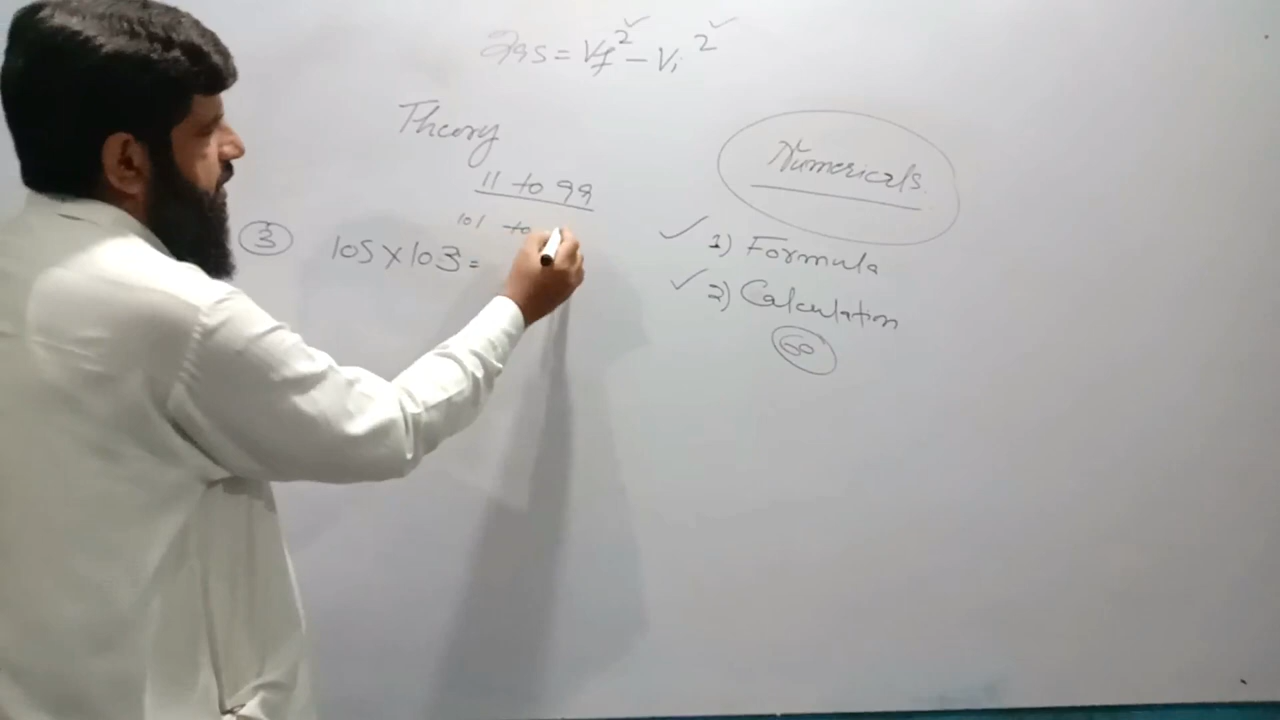 2as = Vf² - Vi²
Theory
11 to 99
101 to
③ 105 X 103 =
Numericals
1) Formula
2) Calculation
60